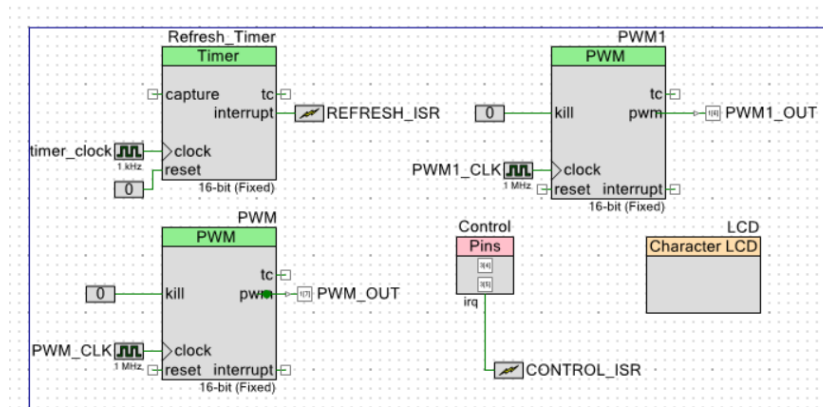 Refresh_Timer
Timer
capture
tc
interrupt
REFRESH_ISR
timer_clock
1 kHz
clock
reset
0
16-bit (Fixed)
PWM1
PWM
tc
0
kill
pwm
PWM1_OUT
PWM1_CLK
1 MHz
clock
reset
interrupt
16-bit (Fixed)
PWM
PWM
tc
0
kill
PWM_OUT
PWM_CLK
1 MHz
clock
reset
interrupt
16-bit (Fixed)
Control
Pins
irq
CONTROL_ISR
LCD
Character LCD